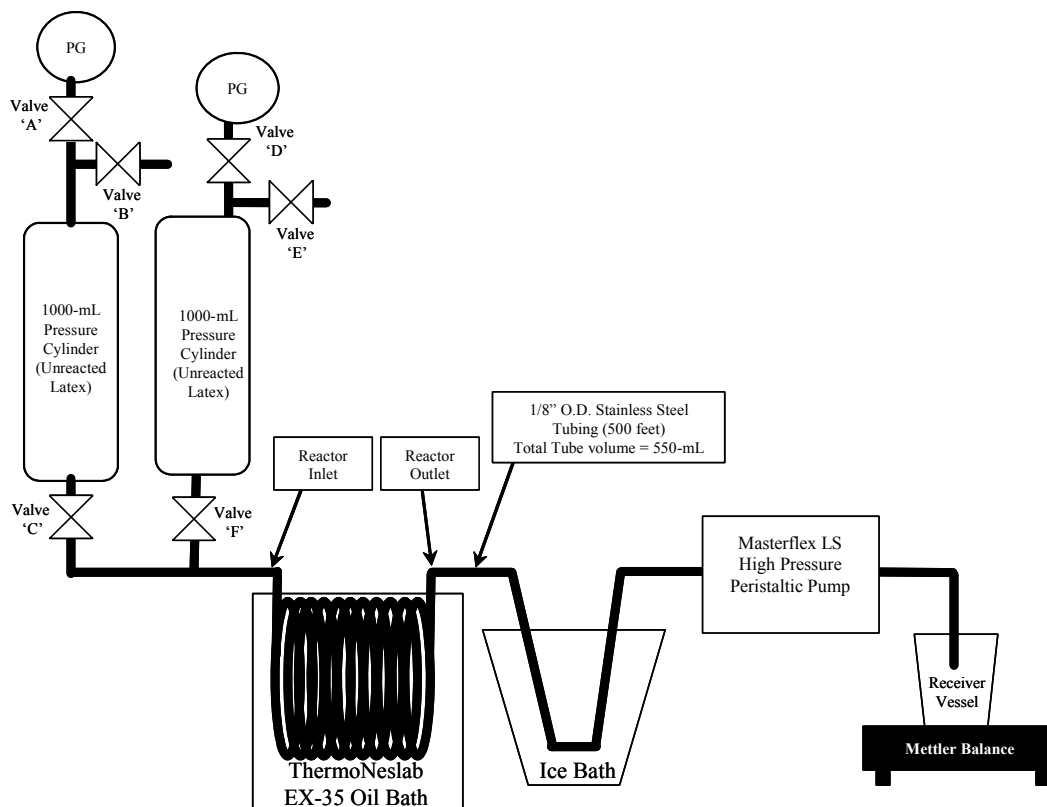 PG
Valve
‘A’
Valve
‘B’
PG
Valve
‘D’
Valve
‘E’
1000-mL
Pressure
Cylinder
(Unreacted
Latex)
1000-mL
Pressure
Cylinder
(Unreacted
Latex)
Valve
‘C’
Valve
‘F’
Reactor
Inlet
Reactor
Outlet
1/8” O.D. Stainless Steel
Tubing (500 feet)
Total Tube volume = 550-mL
ThermoNeslab
EX-35 Oil Bath
Ice Bath
Masterflex LS
High Pressure
Peristaltic Pump
Receiver
Vessel
Mettler Balance